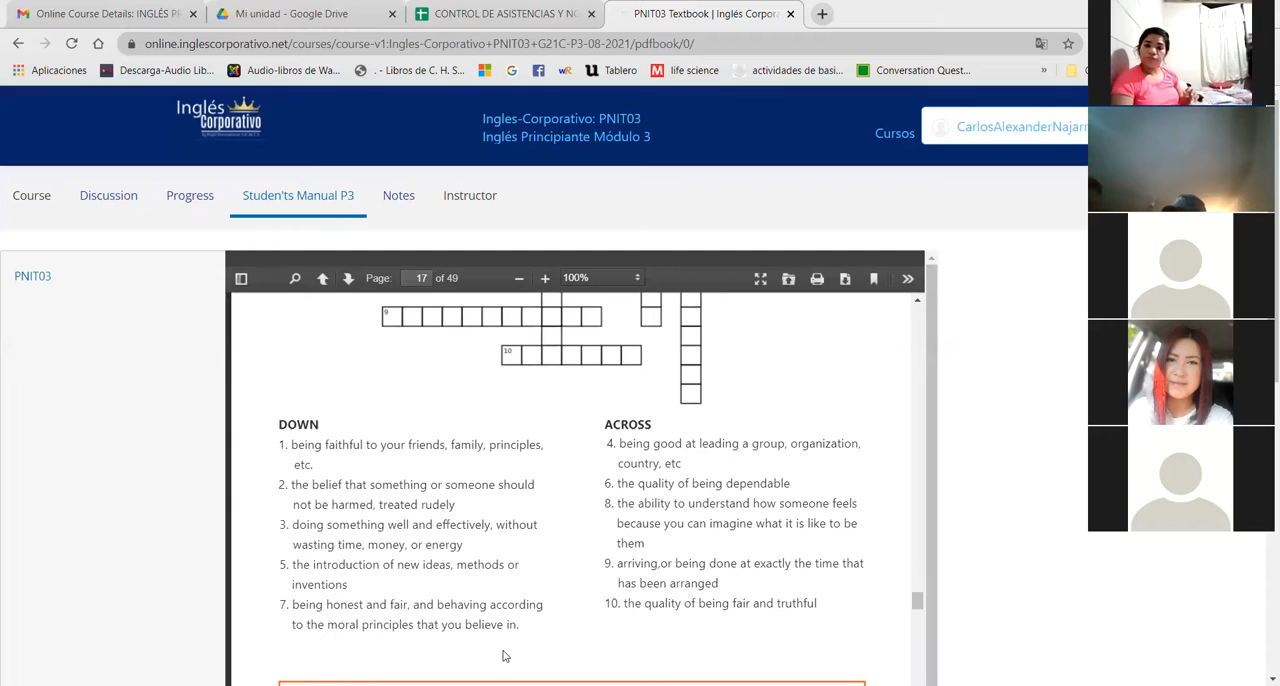 Online Course Details: INGLÉS PR
Mi unidad - Google Drive
CONTROL DE ASISTENCIAS Y NO
PNIT03 Textbook | Inglés Corpora
online.inglescorporativo.net/courses/course-v1:Ingles-Corporativo+PNIT03+G21C-P3-08-2021/pdfbook/0/
Aplicaciones
Descarga-Audio Lib...
Audio-libros de Wa...
. - Libros de C. H. S...
Tablero
life science
actividades de basi...
Conversation Quest...
»
Inglés
Corporativo
Ingles-Corporativo: PNIT03
Inglés Principiante Módulo 3
Cursos
CarlosAlexanderNajarr
Course
Discussion
Progress
Studen'ts Manual P3
Notes
Instructor
PNIT03
Page: 17 of 49
100%
9
10
DOWN
1. being faithful to your friends, family, principles,
etc.
2. the belief that something or someone should
not be harmed, treated rudely
3. doing something well and effectively, without
wasting time, money, or energy
5. the introduction of new ideas, methods or
inventions
7. being honest and fair, and behaving according
to the moral principles that you believe in.
ACROSS
4. being good at leading a group, organization,
country, etc
6. the quality of being dependable
8. the ability to understand how someone feels
because you can imagine what it is like to be
them
9. arriving,or being done at exactly the time that
has been arranged
10. the quality of being fair and truthful